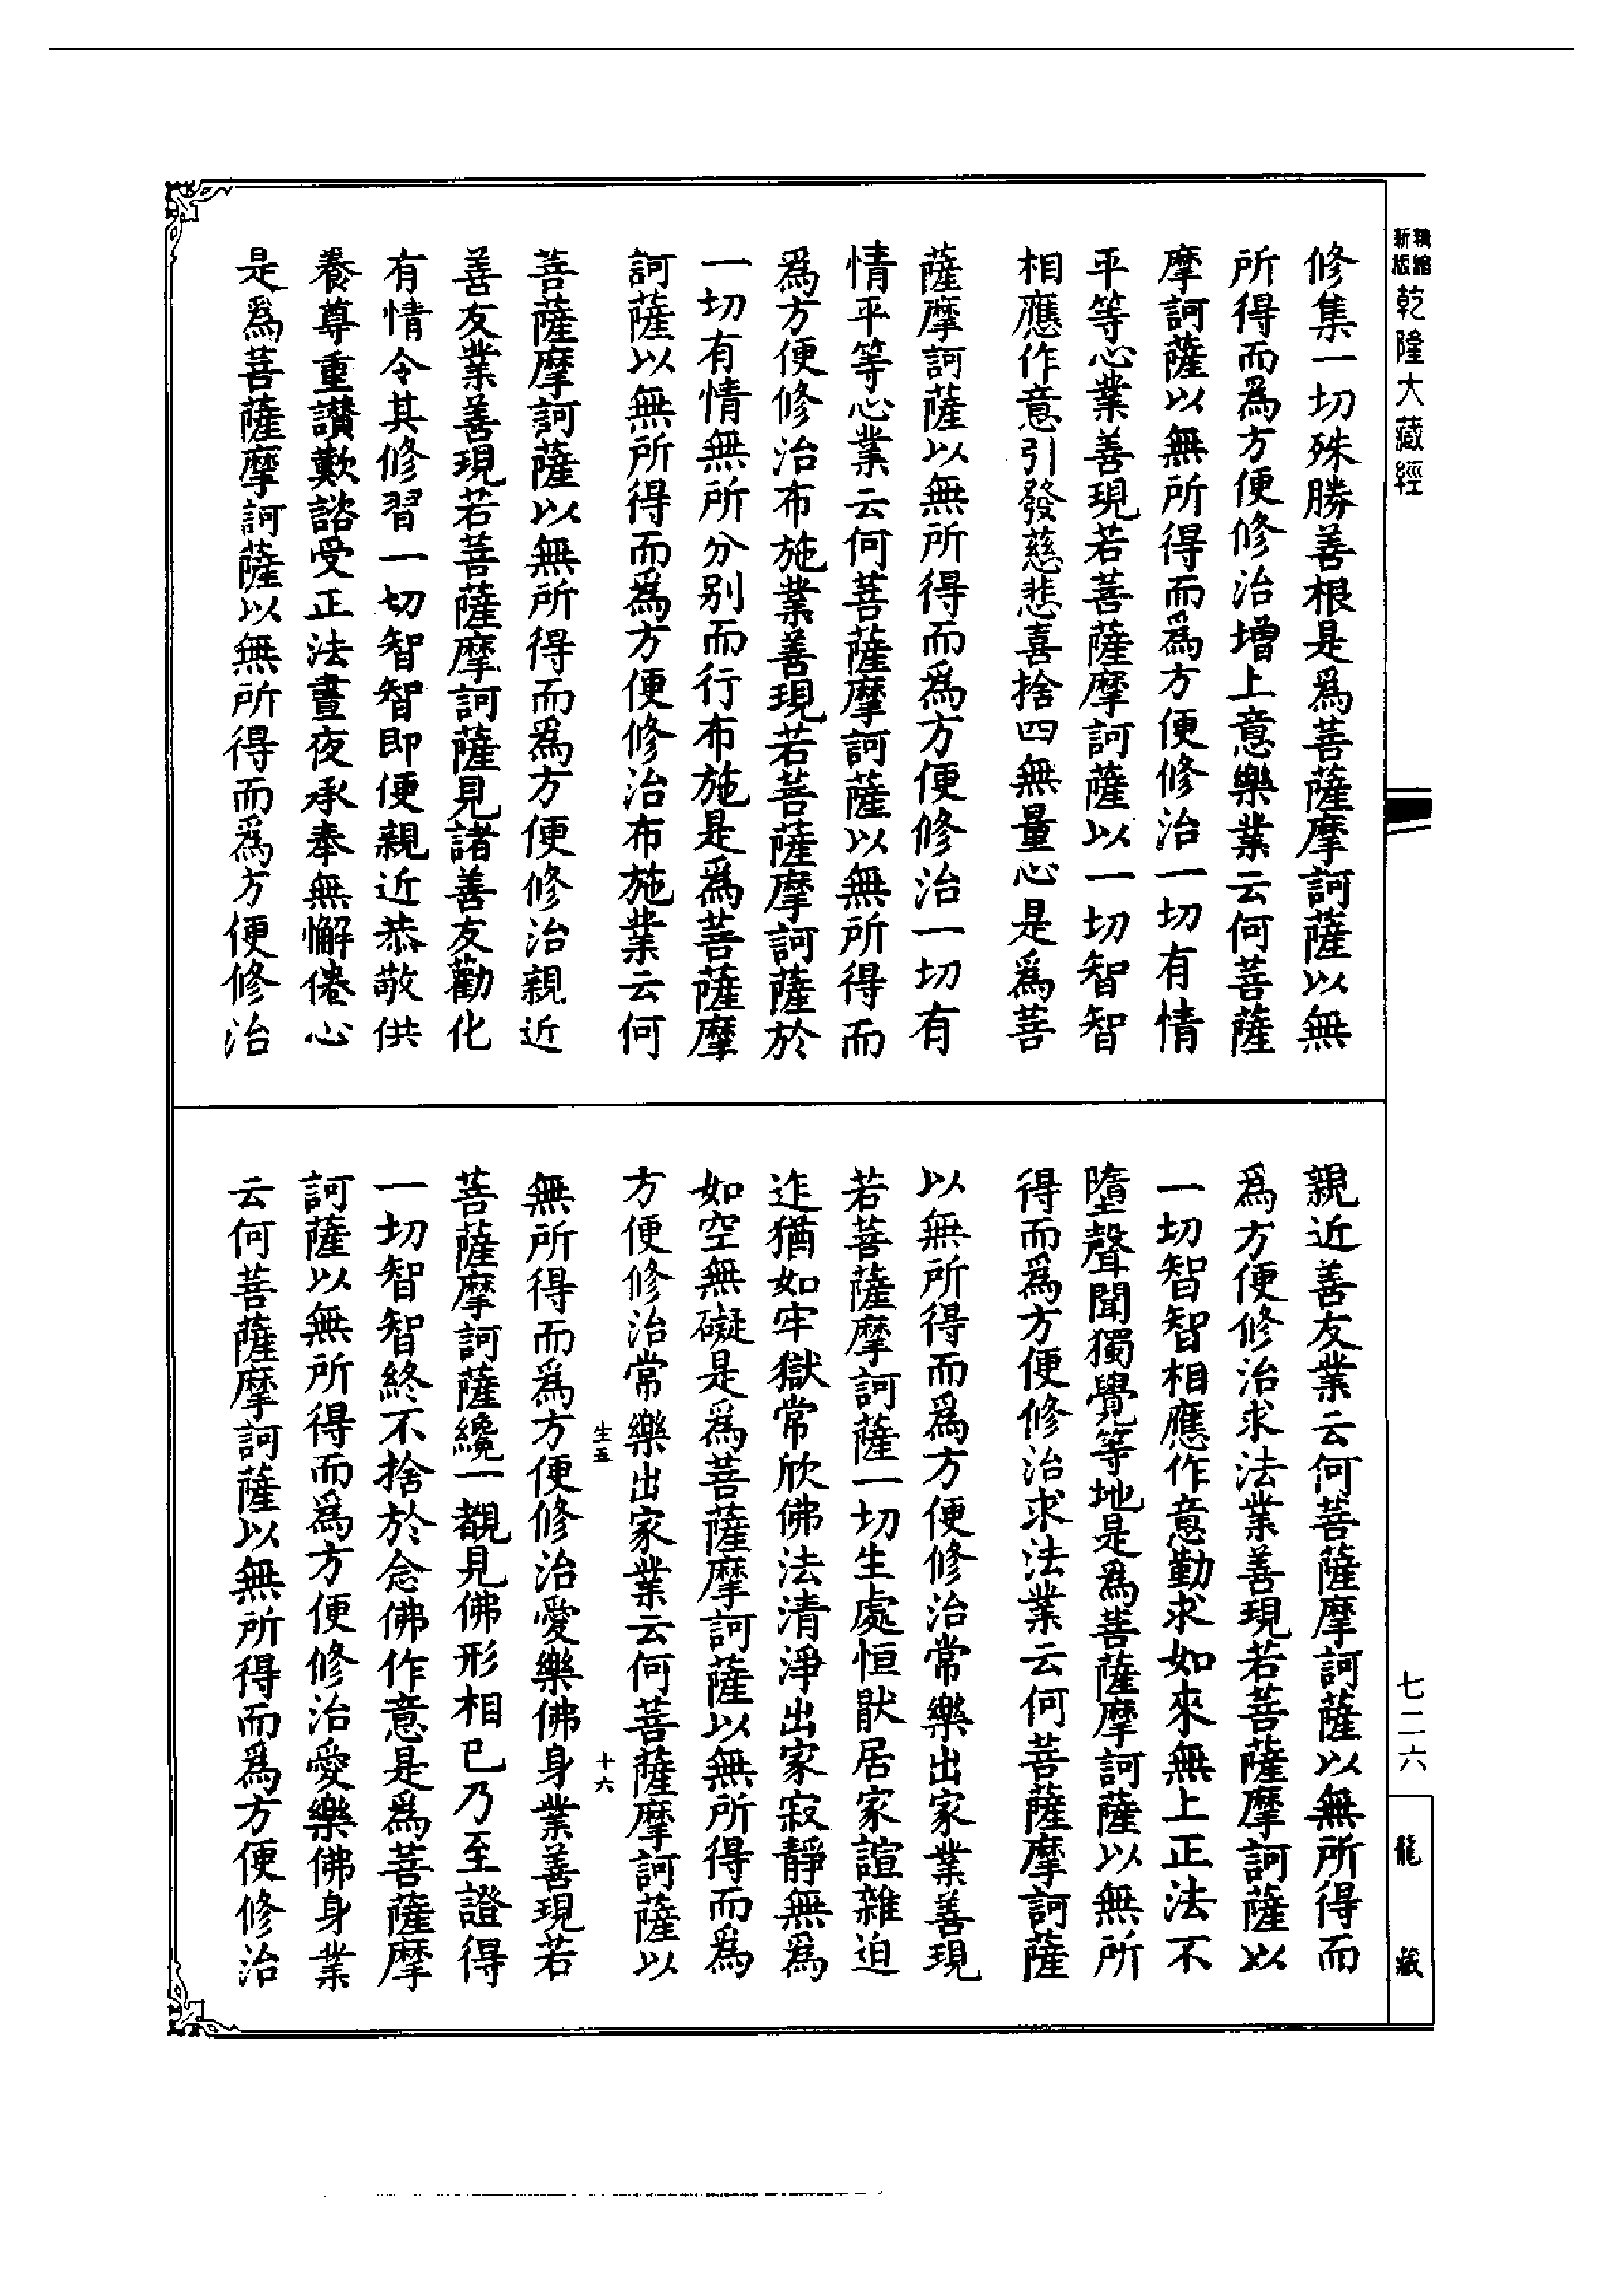 精縮新版乾隆大藏經
七二六
龍藏
修集一切殊勝善根是爲菩薩摩訶薩以無
所得而爲方便修治增上意樂業云何菩薩
摩訶薩以無所得而爲方便修治一切有情
平等心業善現若菩薩摩訶薩以一切智智
相應作意引發慈悲喜捨四無量心是爲菩
薩摩訶薩以無所得而爲方便修治一切有
情平等心業云何菩薩摩訶薩以無所得而
爲方便修治布施業善現若菩薩摩訶薩於
一切有情無所分別而行布施是爲菩薩摩
訶薩以無所得而爲方便修治布施業云何
菩薩摩訶薩以無所得而爲方便修治親近
善友業善現若菩薩摩訶薩見諸善友勸化
有情令其修習一切智智即便親近恭敬供
養尊重讚歎諮受正法晝夜承奉無懈倦心
是爲菩薩摩訶薩以無所得而爲方便修治
親近善友業云何菩薩摩訶薩以無所得而
爲方便修治求法業善現若菩薩摩訶薩以
一切智智相應作意勤求如來無上正法不
墮聲聞獨覺等地是爲菩薩摩訶薩以無所
得而爲方便修治求法業云何菩薩摩訶薩
以無所得而爲方便修治常樂出家業善現
若菩薩摩訶薩一切生處恒猒居家諠雜迫
迮猶如牢獄常欣佛法清淨出家寂靜無爲
如空無礙是爲菩薩摩訶薩以無所得而爲
方便修治常樂出家業云何菩薩摩訶薩以
生五 十六
無所得而爲方便修治愛樂佛身業善現若
菩薩摩訶薩纔一覩見佛形相已乃至證得
一切智智終不捨於念佛作意是爲菩薩摩
訶薩以無所得而爲方便修治愛樂佛身業
云何菩薩摩訶薩以無所得而爲方便修治